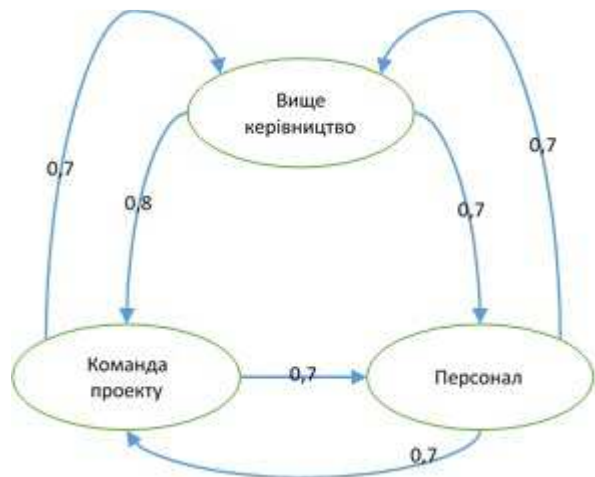 Вище
керівництво
0,7
0,7
0,8
0,7
Команда
проекту
0,7
Персонал
0,7